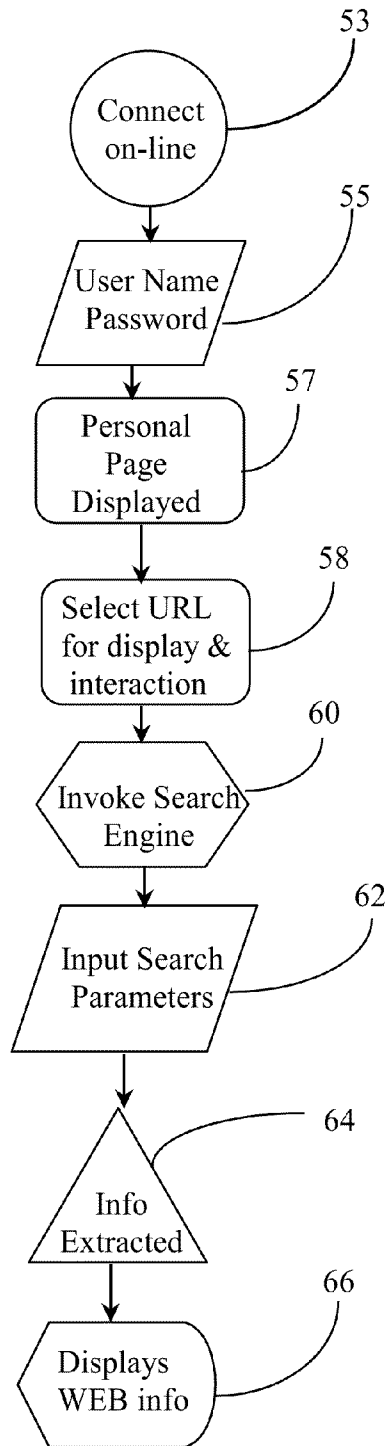 53
Connect
on-line
55
User Name
Password
57
Personal
Page
Displayed
58
Select URL
for display &
interaction
60
Invoke Search
Engine
62
Input Search
Parameters
64
Info
Extracted
66
Displays
WEB info